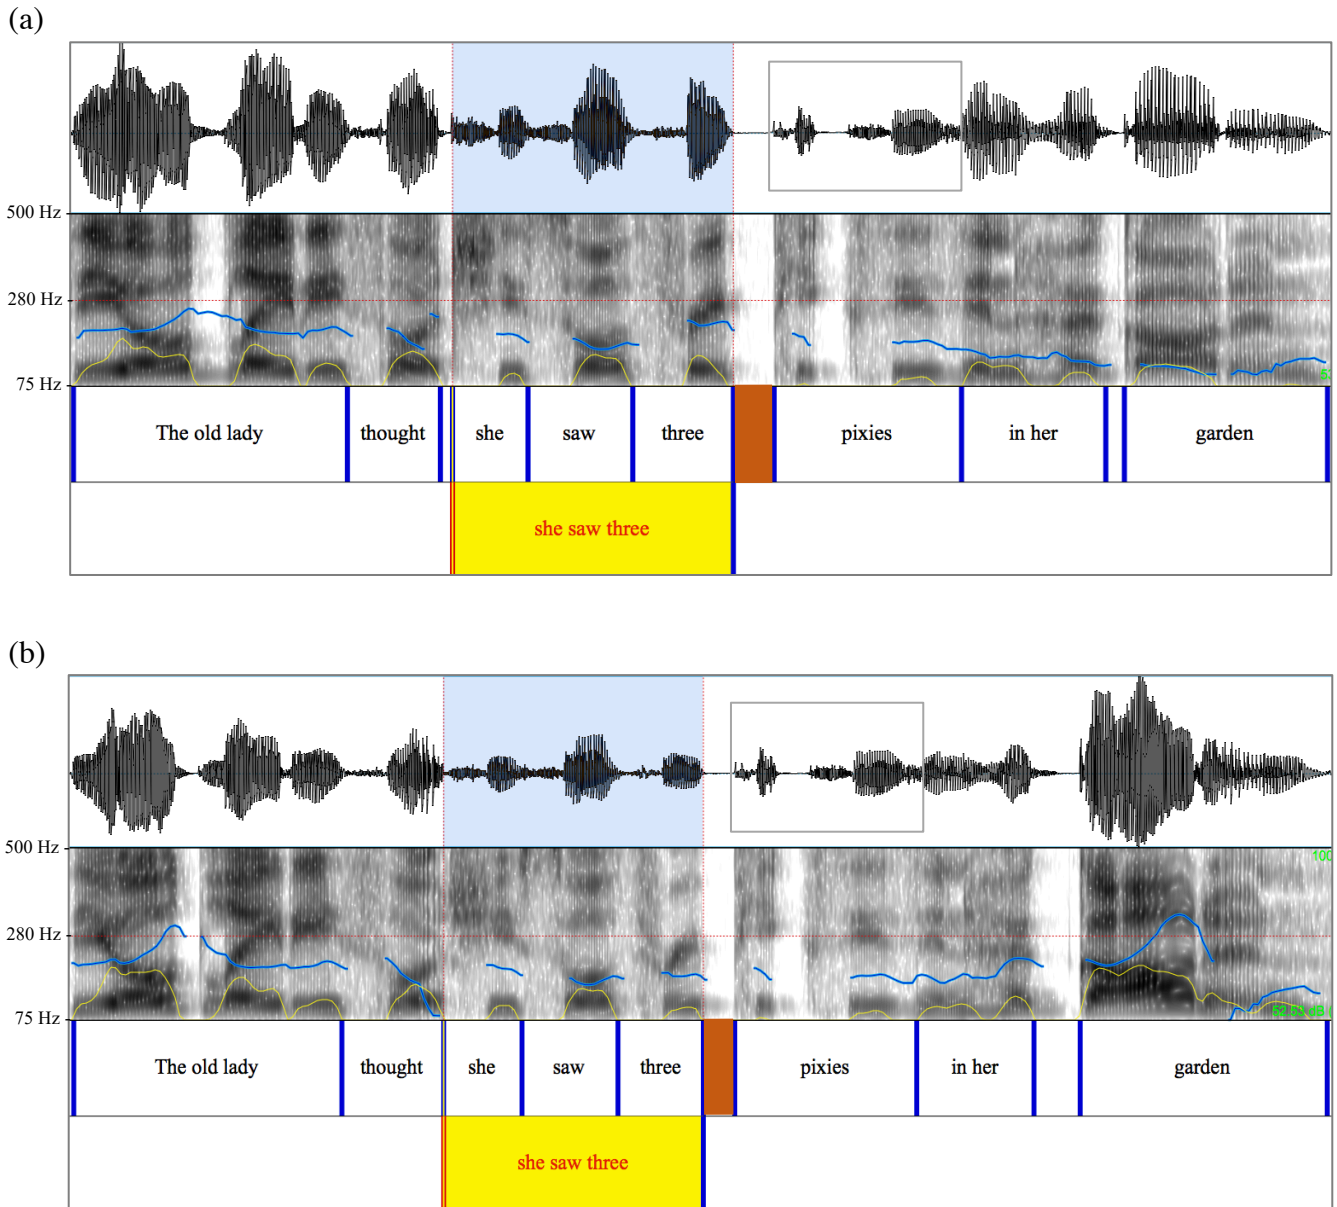 (a)
500 Hz
280 Hz
75 Hz
The old lady thought she saw three pixies in her garden
she saw three
(b)
500 Hz
100
280 Hz
75 Hz
The old lady thought she saw three pixies in her garden
she saw three